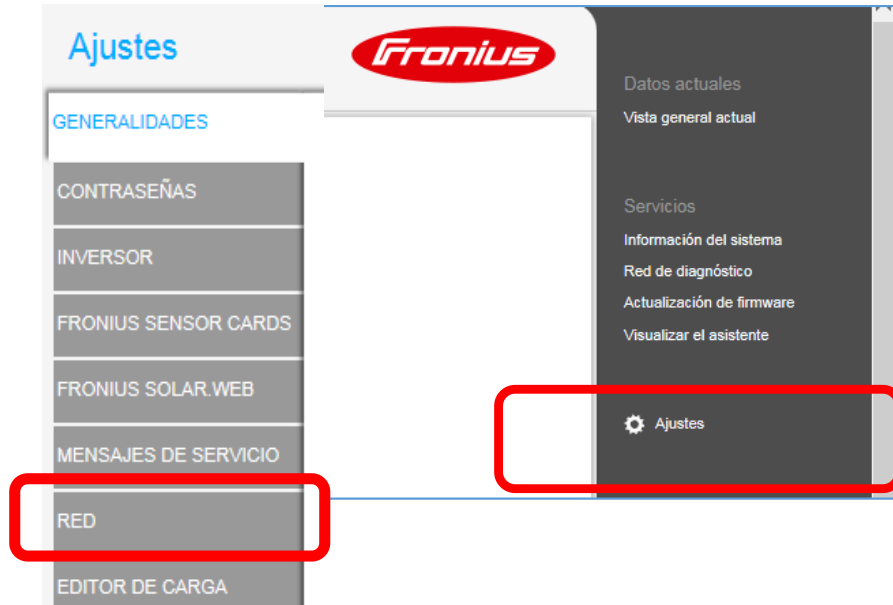 Ajustes
GENERALIDADES
CONTRASEÑAS
INVERSOR
FRONIUS SENSOR CARDS
FRONIUS SOLAR.WEB
MENSAJES DE SERVICIO
RED
EDITOR DE CARGA
Fronius
Datos actuales
Vista general actual
Servicios
Información del sistema
Red de diagnóstico
Actualización de firmware
Visualizar el asistente
Ajustes